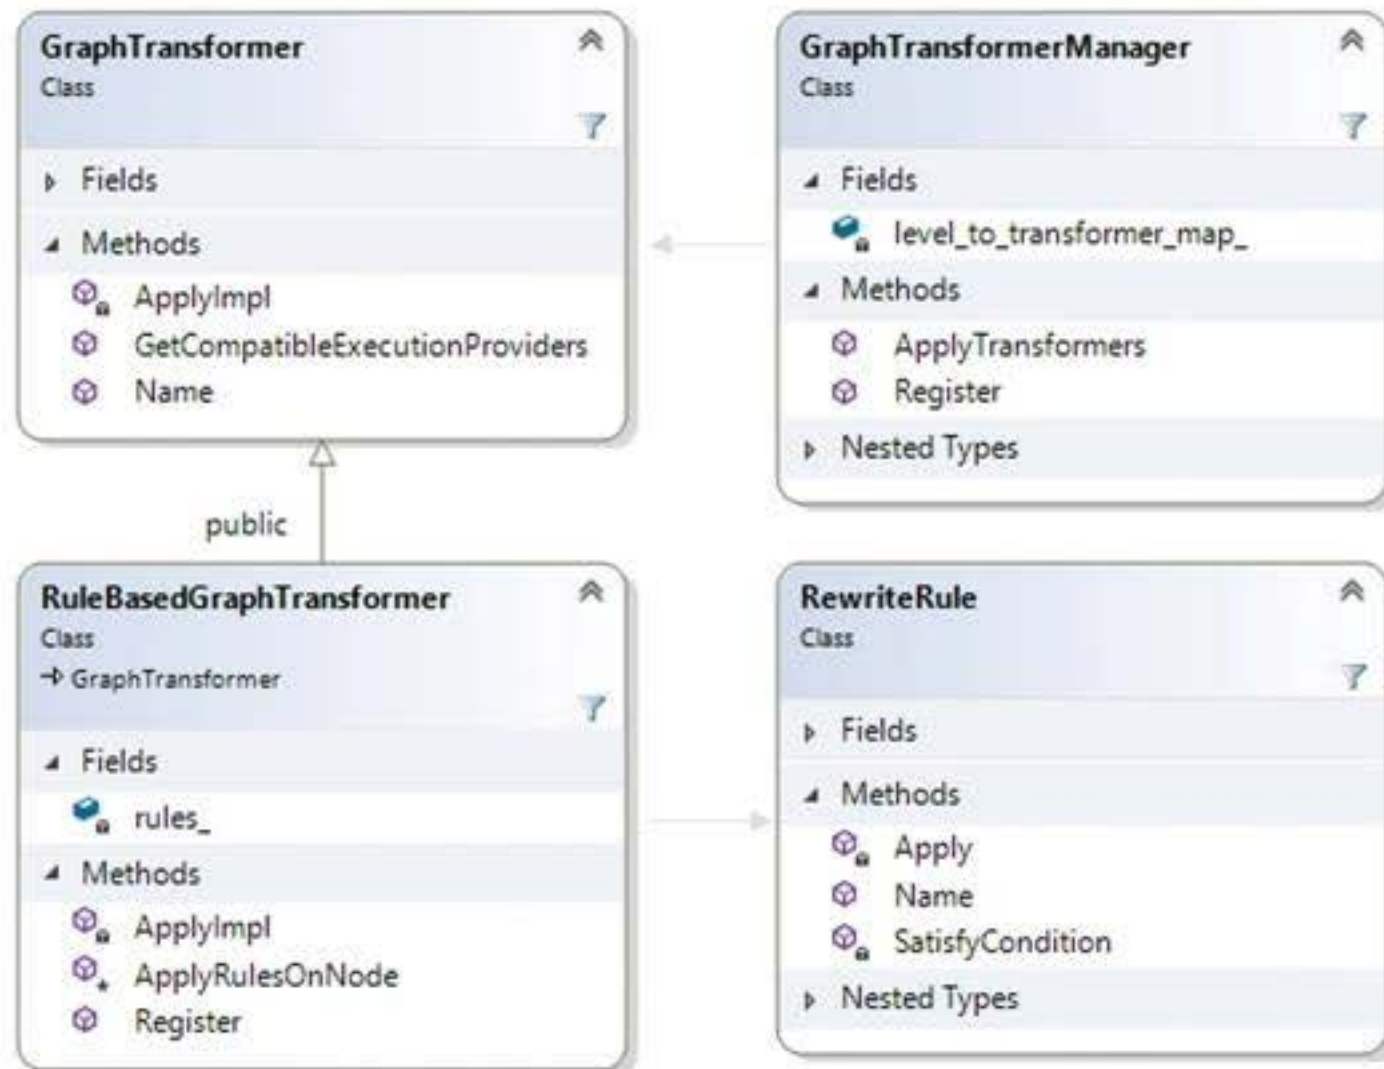 GraphTransformer
Class
Fields
Methods
ApplyImpl
GetCompatibleExecutionProviders
Name
GraphTransformerManager
Class
Fields
level_to_transformer_map_
Methods
ApplyTransformers
Register
Nested Types
public
RuleBasedGraphTransformer
Class
GraphTransformer
Fields
rules_
Methods
ApplyImpl
ApplyRulesOnNode
Register
RewriteRule
Class
Fields
Methods
Apply
Name
SatisfyCondition
Nested Types